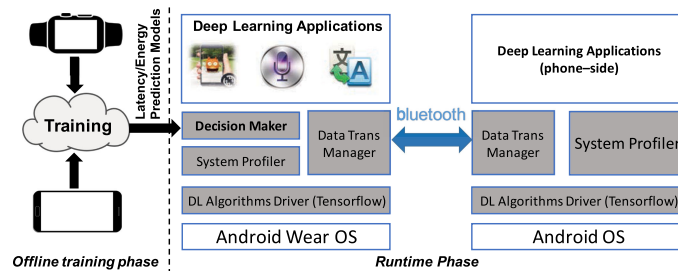 Training
Offline training phase
Latency/Energy
Prediction Models
Deep Learning Applications
文
A
Decision Maker
System Profiler
Data Trans
Manager
DL Algorithms Driver (Tensorflow)
Android Wear OS
bluetooth
Deep Learning Applications
(phone–side)
Data Trans
Manager
System Profiler
DL Algorithms Driver (Tensorflow)
Android OS
Runtime Phase